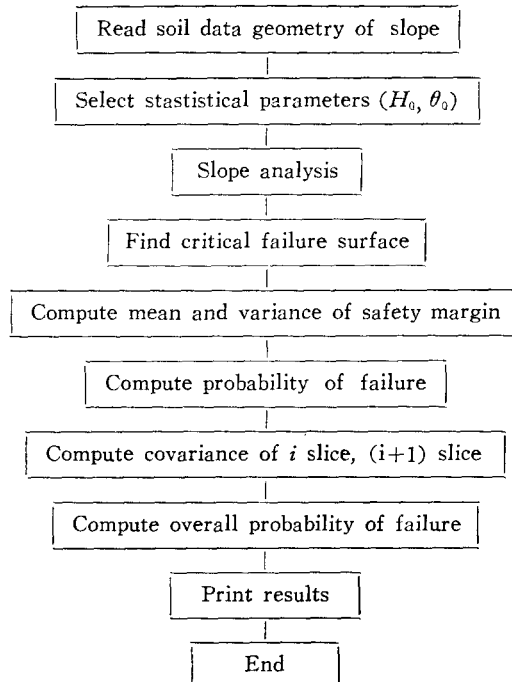 Read soil data geometry of slope
Select stastistical parameters (H₀, θ₀)
Slope analysis
Find critical failure surface
Compute mean and variance of safety margin
Compute probability of failure
Compute covariance of i slice, (i+1) slice
Compute overall probability of failure
Print results
End